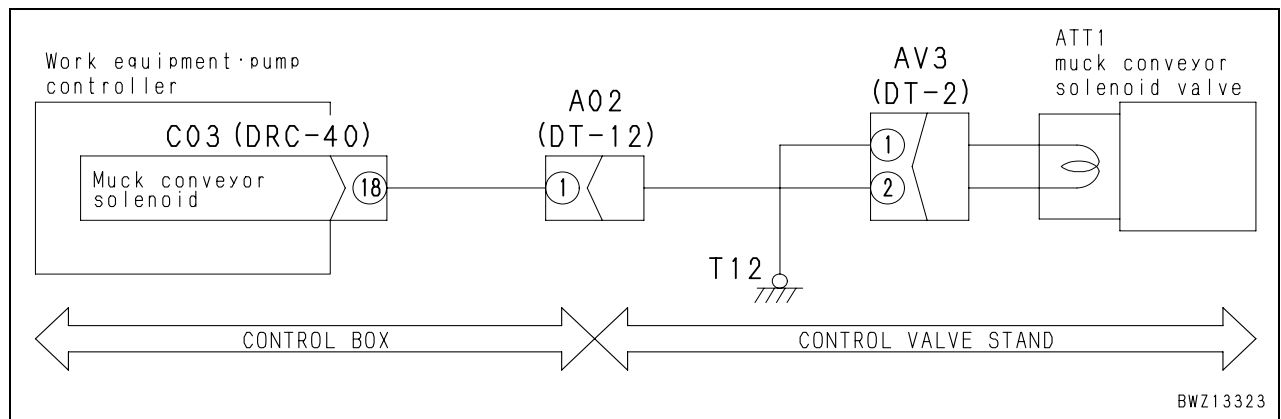 Work equipment·pump
controller
C03 (DRC-40)
Muck conveyor
solenoid
18
A02
(DT-12)
1
T12
AV3
(DT-2)
1
2
ATT1
muck conveyor
solenoid valve
CONTROL BOX
CONTROL VALVE STAND
BWZ13323